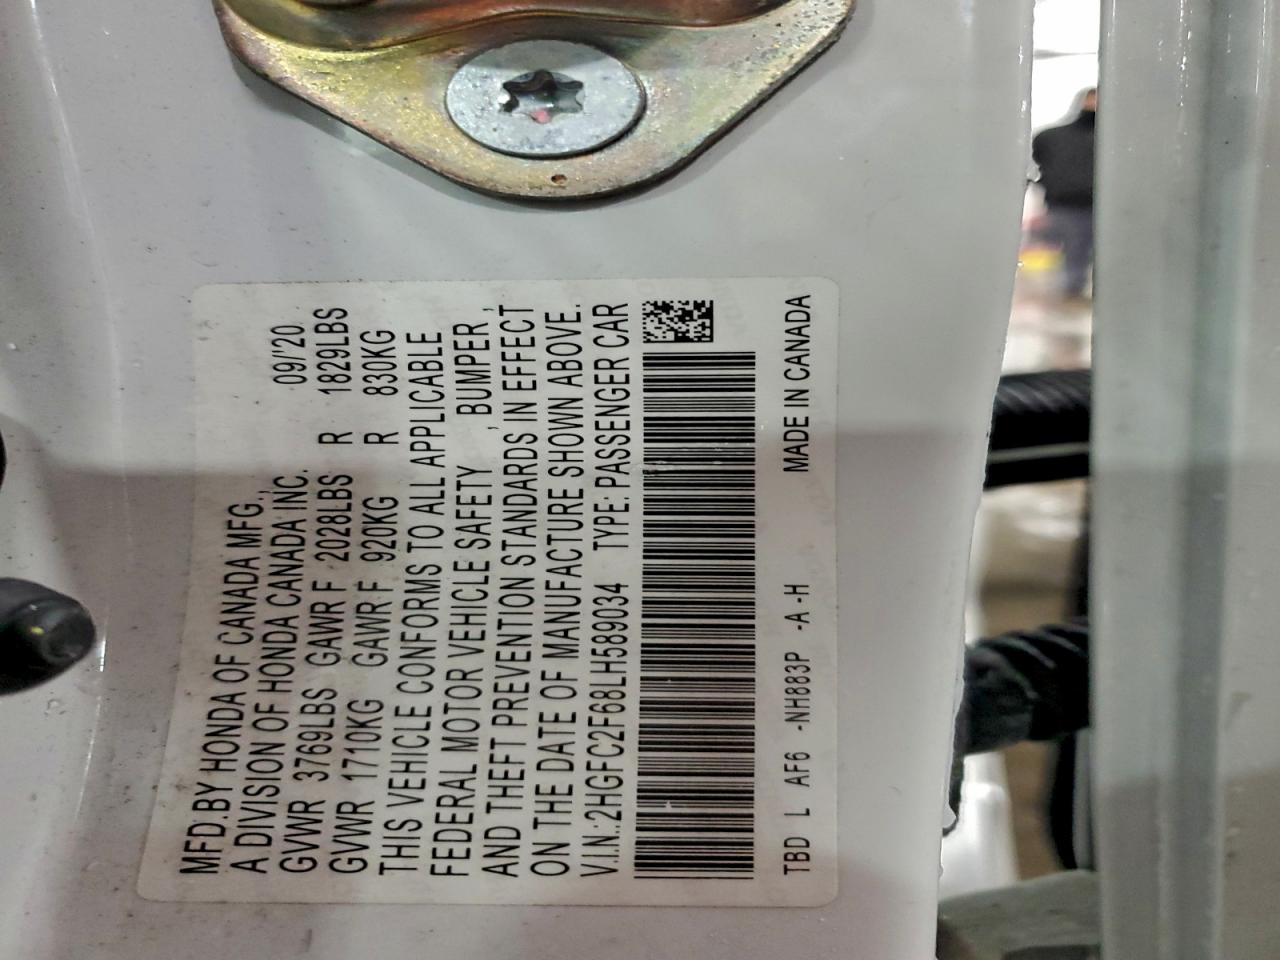 MFD.BY HONDA OF CANADA MFG.,
A DIVISION OF HONDA CANADA INC. 09/'20
GVWR 3769LBS GAWR F 2028LBS R 1829LBS
GVWR 1710KG GAWR F 920KG R 830KG
THIS VEHICLE CONFORMS TO ALL APPLICABLE
FEDERAL MOTOR VEHICLE SAFETY , BUMPER ,
AND THEFT PREVENTION STANDARDS IN EFFECT
ON THE DATE OF MANUFACTURE SHOWN ABOVE.
V.I.N.:2HGFC2F68LH589034 TYPE: PASSENGER CAR
TBD L AF6 -NH883P -A -H MADE IN CANADA